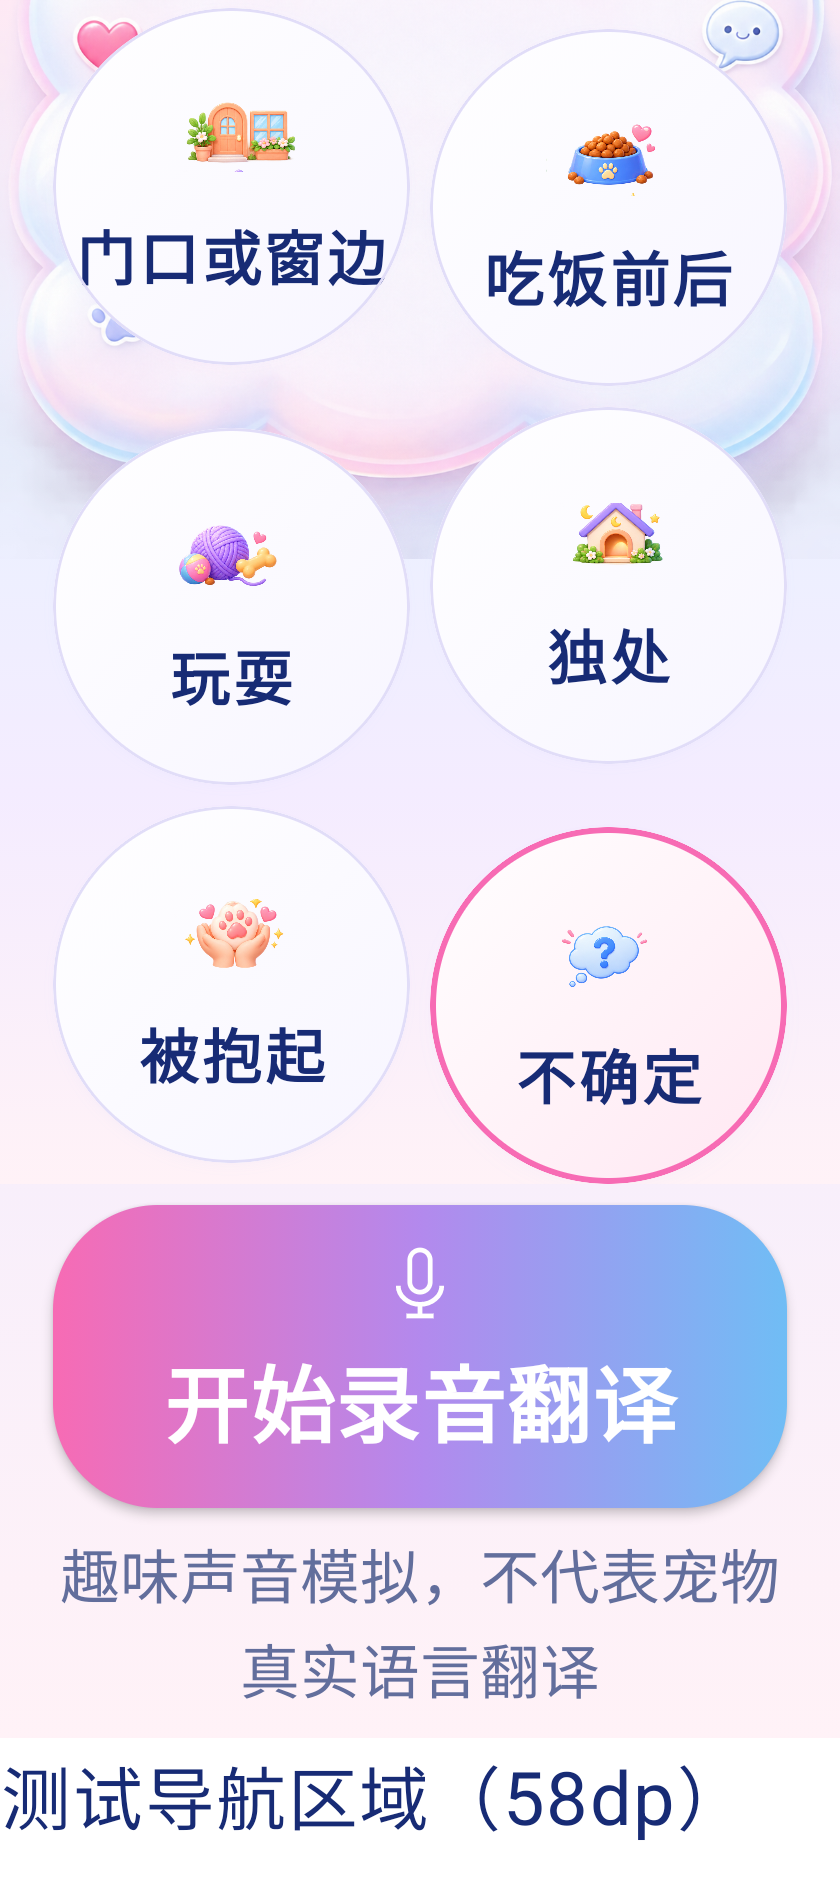 门口或窗边
吃饭前后
玩耍
独处
被抱起
不确定
开始录音翻译
趣味声音模拟，不代表宠物
真实语言翻译
测试导航区域（58dp）